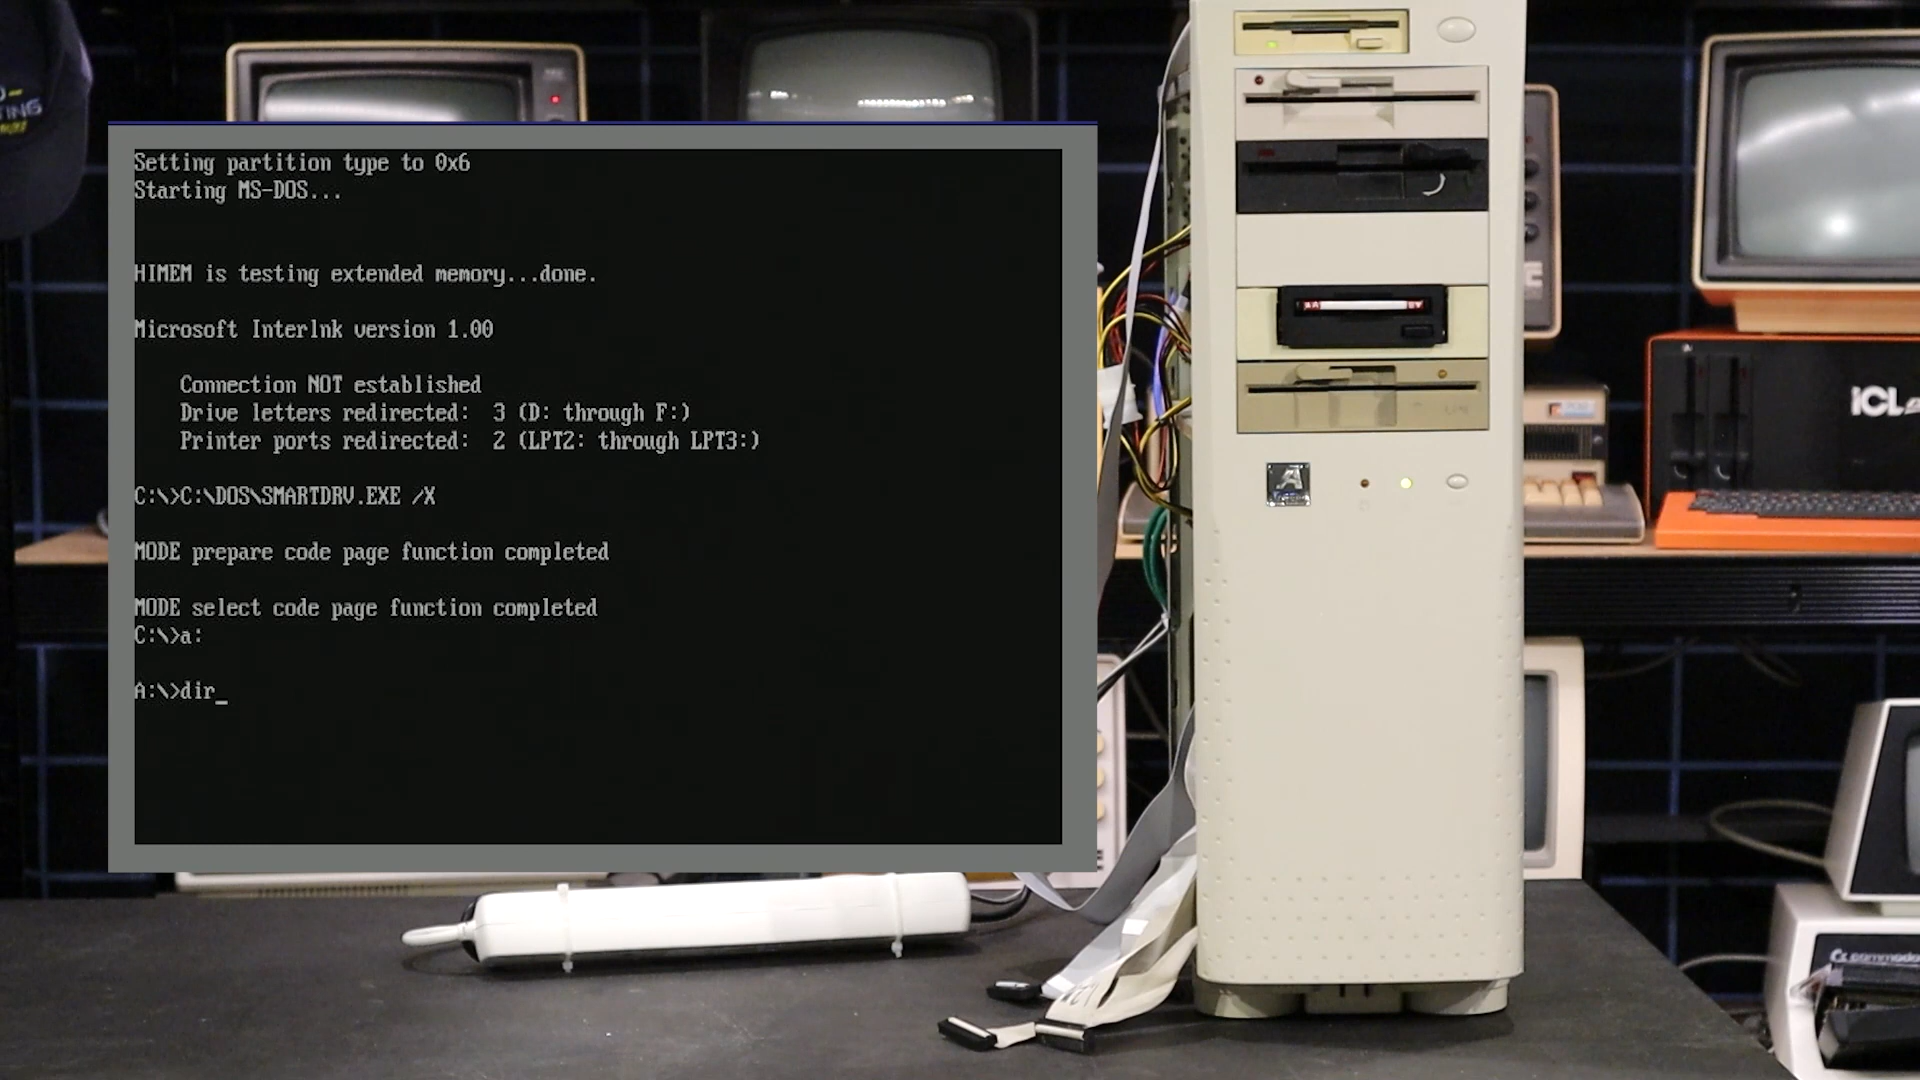 Setting partition type to 0x6
Starting MS-DOS...
HIMEM is testing extended memory...done.
Microsoft Interlnk version 1.00
Connection NOT established
Drive letters redirected:  3 (D: through F:)
Printer ports redirected:  2 (LPT2: through LPT3:)
C:\>C:\DOS\SMARTDRV.EXE /X
MODE prepare code page function completed
MODE select code page function completed
C:\>a:
A:\>dir_
iCL
commodo